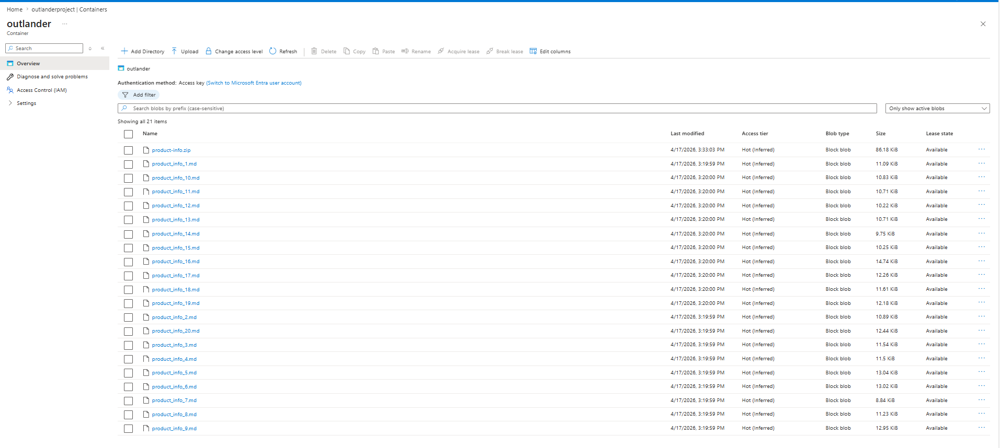 Home > outlanderproject | Containers
outlander ...
Container
Search
Overview
Diagnose and solve problems
Access Control (IAM)
Settings
Add Directory Upload Change access level Refresh Delete Copy Paste Rename Acquire lease Break lease Edit columns
outlander
Authentication method: Access key (Switch to Microsoft Entra user account)
Add filter
Search blobs by prefix (case-sensitive) Only show active blobs
Showing all 21 items
Name Last modified Access tier Blob type Size Lease state
product-info.zip 4/17/2026, 3:33:03 PM Hot (Inferred) Block blob 86.18 KiB Available ...
product_info_1.md 4/17/2026, 3:19:59 PM Hot (Inferred) Block blob 11.09 KiB Available ...
product_info_10.md 4/17/2026, 3:20:00 PM Hot (Inferred) Block blob 10.83 KiB Available ...
product_info_11.md 4/17/2026, 3:20:00 PM Hot (Inferred) Block blob 10.71 KiB Available ...
product_info_12.md 4/17/2026, 3:20:00 PM Hot (Inferred) Block blob 10.22 KiB Available ...
product_info_13.md 4/17/2026, 3:20:00 PM Hot (Inferred) Block blob 10.71 KiB Available ...
product_info_14.md 4/17/2026, 3:20:00 PM Hot (Inferred) Block blob 9.75 KiB Available ...
product_info_15.md 4/17/2026, 3:20:00 PM Hot (Inferred) Block blob 10.25 KiB Available ...
product_info_16.md 4/17/2026, 3:20:00 PM Hot (Inferred) Block blob 14.74 KiB Available ...
product_info_17.md 4/17/2026, 3:20:00 PM Hot (Inferred) Block blob 12.26 KiB Available ...
product_info_18.md 4/17/2026, 3:20:00 PM Hot (Inferred) Block blob 11.61 KiB Available ...
product_info_19.md 4/17/2026, 3:20:00 PM Hot (Inferred) Block blob 12.18 KiB Available ...
product_info_2.md 4/17/2026, 3:19:59 PM Hot (Inferred) Block blob 10.89 KiB Available ...
product_info_20.md 4/17/2026, 3:19:59 PM Hot (Inferred) Block blob 12.44 KiB Available ...
product_info_3.md 4/17/2026, 3:19:59 PM Hot (Inferred) Block blob 11.54 KiB Available ...
product_info_4.md 4/17/2026, 3:19:59 PM Hot (Inferred) Block blob 11.5 KiB Available ...
product_info_5.md 4/17/2026, 3:19:59 PM Hot (Inferred) Block blob 13.04 KiB Available ...
product_info_6.md 4/17/2026, 3:19:59 PM Hot (Inferred) Block blob 13.02 KiB Available ...
product_info_7.md 4/17/2026, 3:19:59 PM Hot (Inferred) Block blob 8.84 KiB Available ...
product_info_8.md 4/17/2026, 3:19:59 PM Hot (Inferred) Block blob 11.23 KiB Available ...
product_info_9.md 4/17/2026, 3:19:59 PM Hot (Inferred) Block blob 12.95 KiB Available ...